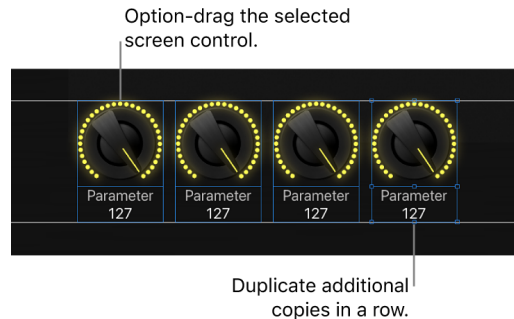 Option-drag the selected
screen control.
Parameter Parameter Parameter Parameter
127 127 127 127
Duplicate additional
copies in a row.